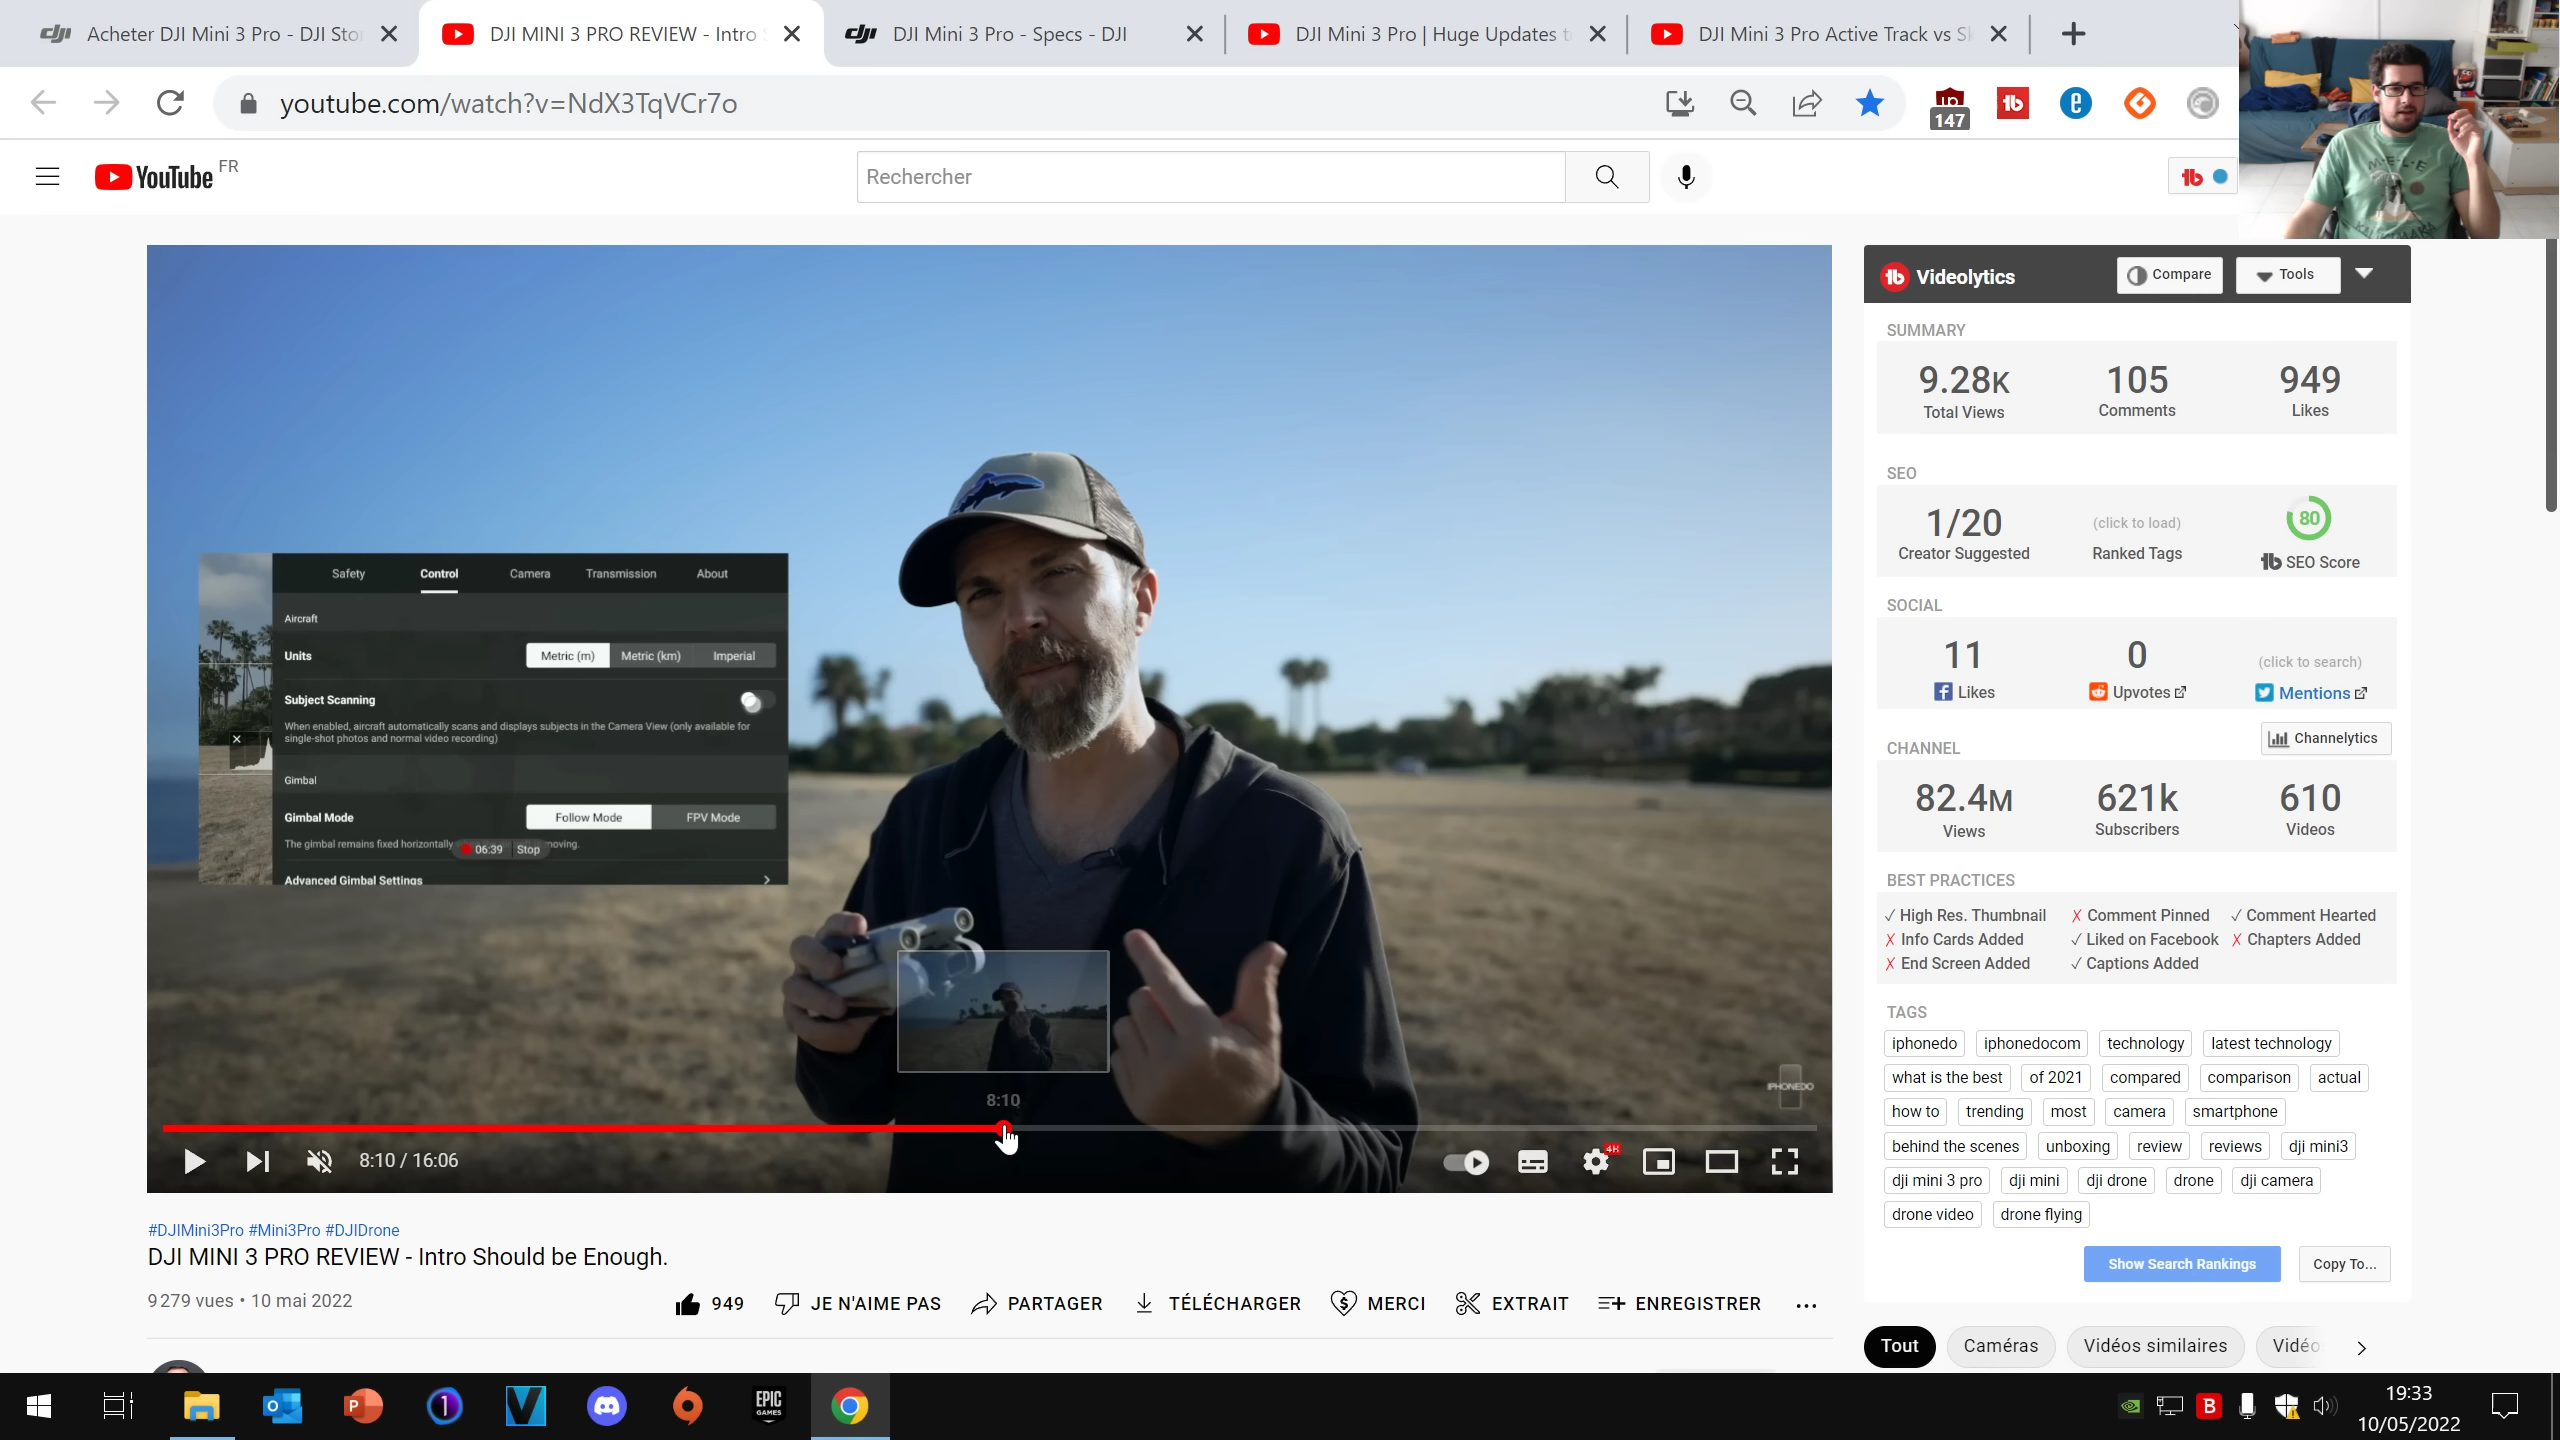 Acheter DJI Mini 3 Pro - DJI Sto
DJI MINI 3 PRO REVIEW - Intro
DJI Mini 3 Pro - Specs - DJI
DJI Mini 3 Pro | Huge Updates t
DJI Mini 3 Pro Active Track vs S
youtube.com/watch?v=NdX3TqVCr7o
147
YouTube FR
Rechercher
M-E-L-E
KALIKIMAKA
Safety Control Camera Transmission About
Aircraft
Units Metric (m) Metric (km) Imperial
Subject Scanning
When enabled, aircraft automatically scans and displays subjects in the Camera View (only available for
single-shot photos and normal video recording)
Gimbal
Gimbal Mode Follow Mode FPV Mode
The gimbal remains fixed horizontally
06:39 Stop
Advanced Gimbal Settings
IPHONEDO
8:10
8:10 / 16:06
4K
#DJIMini3Pro #Mini3Pro #DJIDrone
DJI MINI 3 PRO REVIEW - Intro Should be Enough.
9 279 vues • 10 mai 2022
949 JE N'AIME PAS PARTAGER TÉLÉCHARGER MERCI EXTRAIT ENREGISTRER
Videolytics Compare Tools
SUMMARY
9.28K 105 949
Total Views Comments Likes
SEO
1/20 (click to load) 80
Creator Suggested Ranked Tags SEO Score
SOCIAL
11 0 (click to search)
Likes Upvotes Mentions
CHANNEL Channelytics
82.4M 621k 610
Views Subscribers Videos
BEST PRACTICES
✓ High Res. Thumbnail ✗ Comment Pinned ✓ Comment Hearted
✗ Info Cards Added ✓ Liked on Facebook ✗ Chapters Added
✗ End Screen Added ✓ Captions Added
TAGS
iphonedo iphonedocom technology latest technology
what is the best of 2021 compared comparison actual
how to trending most camera smartphone
behind the scenes unboxing review reviews dji mini3
dji mini 3 pro dji mini dji drone drone dji camera
drone video drone flying
Show Search Rankings Copy To...
Tout Caméras Vidéos similaires Vidéo
EPIC
GAMES
19:33
10/05/2022